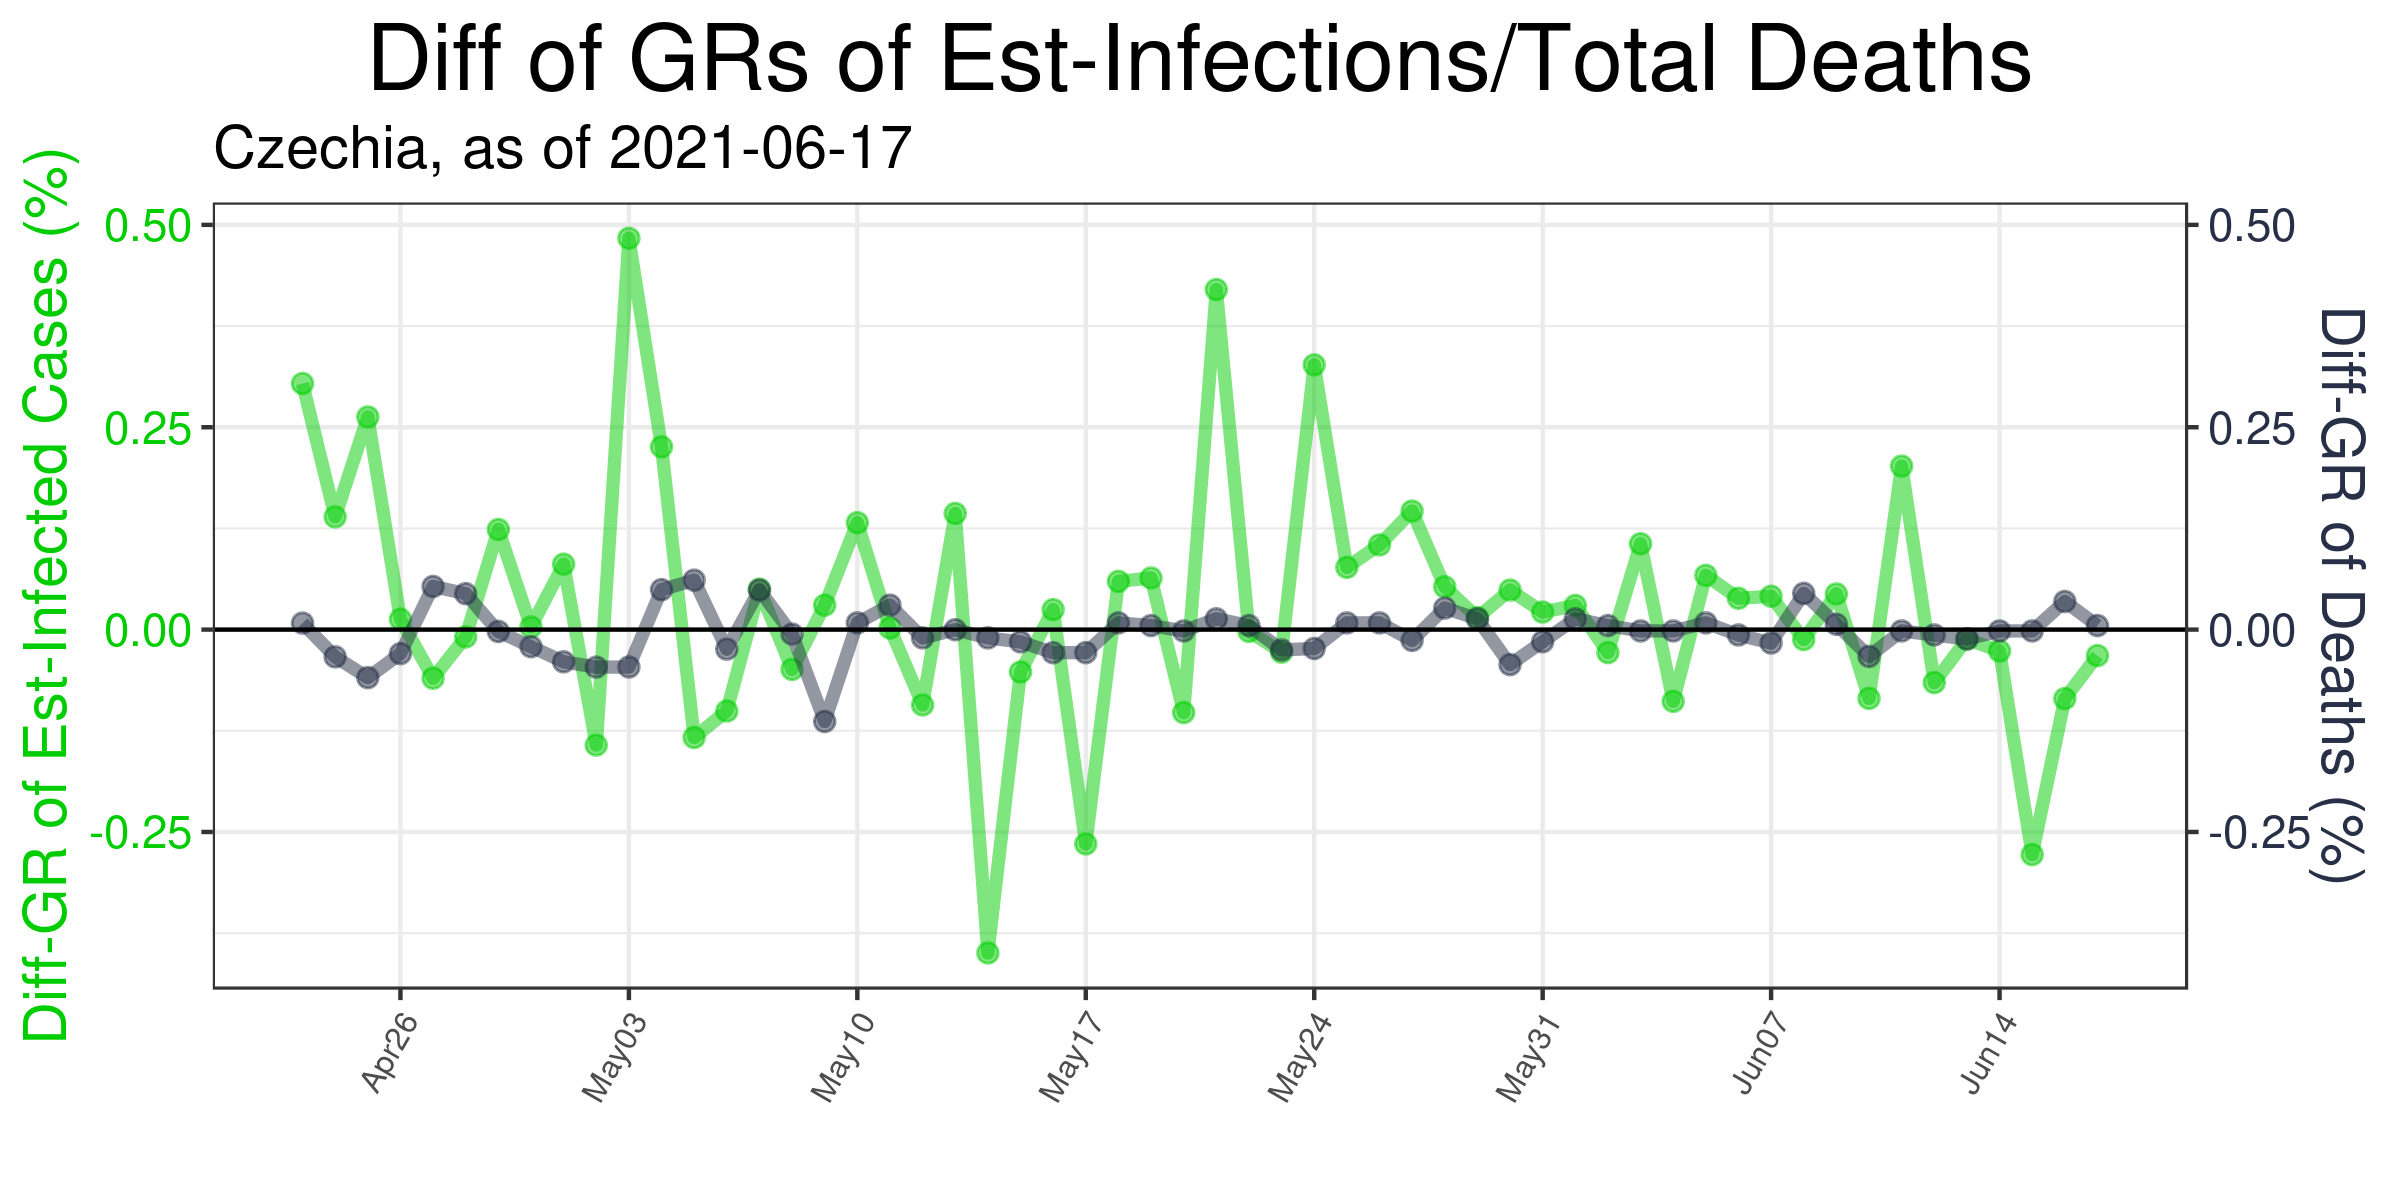 Diff of GRs of Est-Infections/Total Deaths
Czechia, as of 2021-06-17
Diff-GR of Est-Infected Cases (%)
0.50
0.25
0.00
-0.25
0.50
0.25
0.00
-0.25
Diff-GR of Deaths (%)
Apr26
May03
May10
May17
May24
May31
Jun07
Jun14